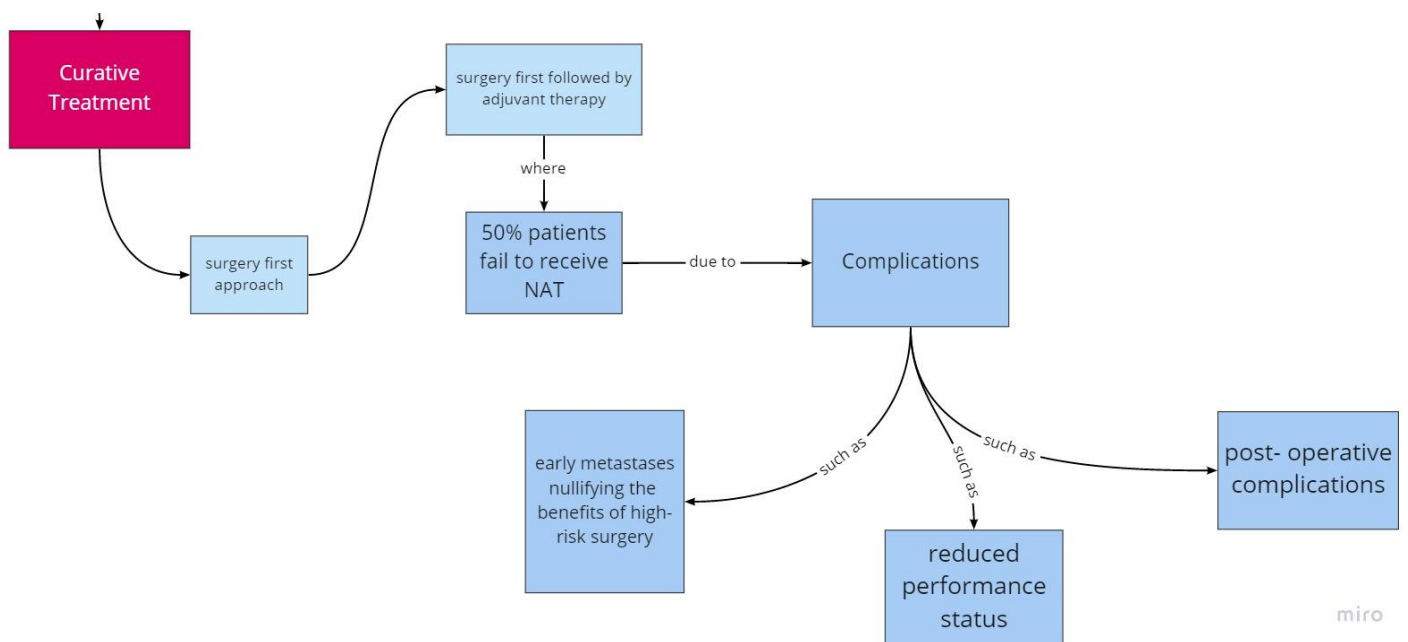 Curative
Treatment
surgery first
approach
surgery first followed by
adjuvant therapy
where
50% patients
fail to receive
NAT
due to
Complications
such as
early metastases
nullifying the
benefits of high-
risk surgery
such as
reduced
performance
status
such as
post- operative
complications
miro